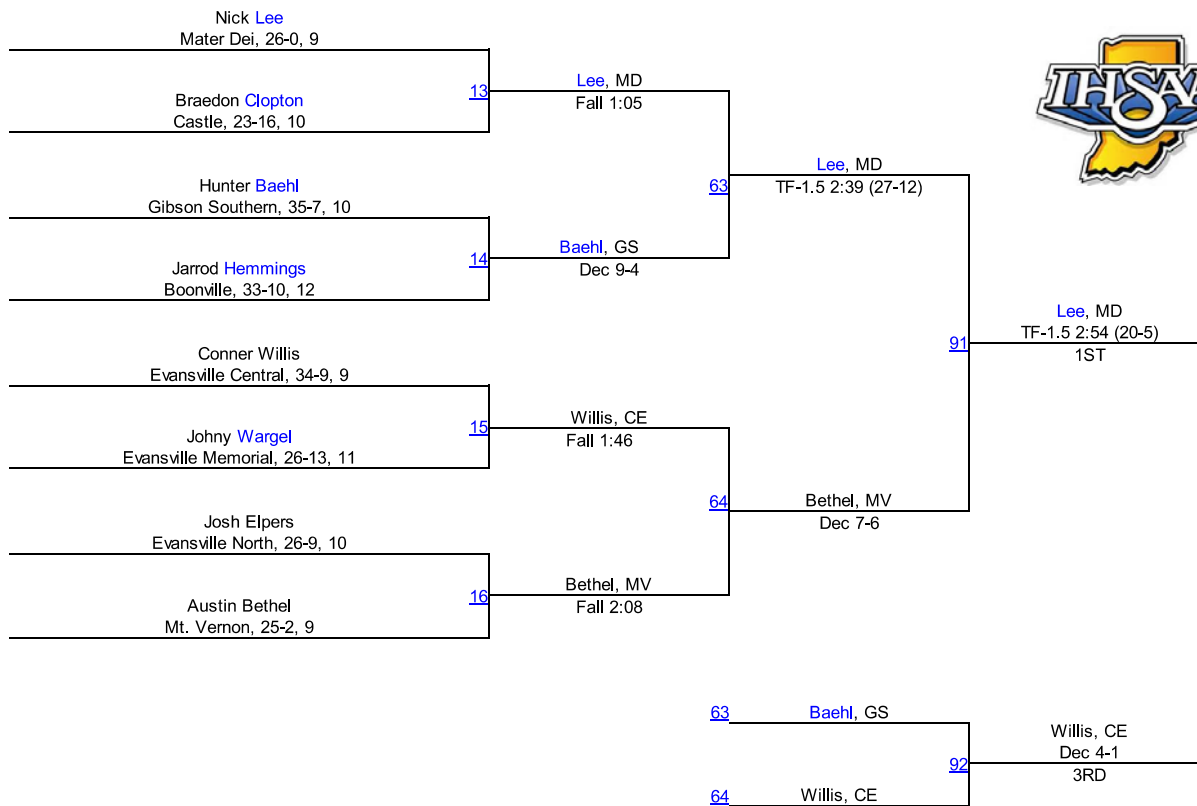 Nick Lee
Mater Dei, 26-0, 9
13
Lee, MD
Fall 1:05
Braedon Clopton
Castle, 23-16, 10
IHSAA
63
Lee, MD
TF-1.5 2:39 (27-12)
Hunter Baehl
Gibson Southern, 35-7, 10
14
Baehl, GS
Dec 9-4
Jarrod Hemmings
Boonville, 33-10, 12
91
Lee, MD
TF-1.5 2:54 (20-5)
1ST
Conner Willis
Evansville Central, 34-9, 9
15
Willis, CE
Fall 1:46
Johny Wargel
Evansville Memorial, 26-13, 11
64
Bethel, MV
Dec 7-6
Josh Elpers
Evansville North, 26-9, 10
16
Bethel, MV
Fall 2:08
Austin Bethel
Mt. Vernon, 25-2, 9
63
Baehl, GS
92
Willis, CE
Dec 4-1
3RD
64
Willis, CE